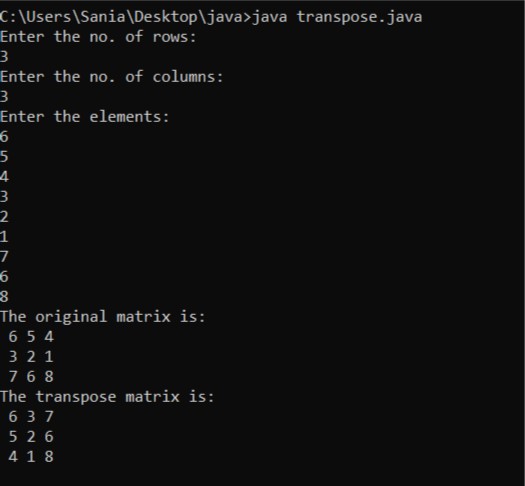 C:\Users\Sania\Desktop\java>java transpose.java
Enter the no. of rows:
3
Enter the no. of columns:
3
Enter the elements:
6
5
4
3
2
1
7
6
8
The original matrix is:
 6 5 4
 3 2 1
 7 6 8
The transpose matrix is:
 6 3 7
 5 2 6
 4 1 8